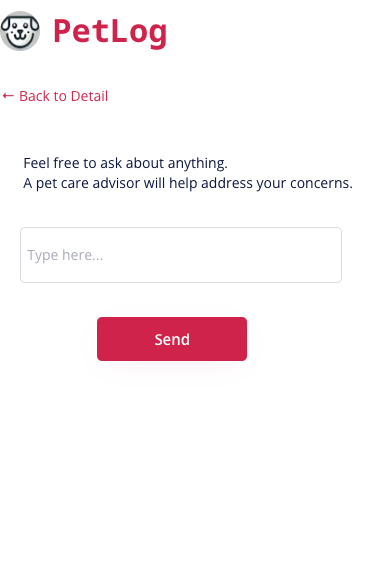 PetLog
← Back to Detail
Feel free to ask about anything.
A pet care advisor will help address your concerns.
Type here...
Send